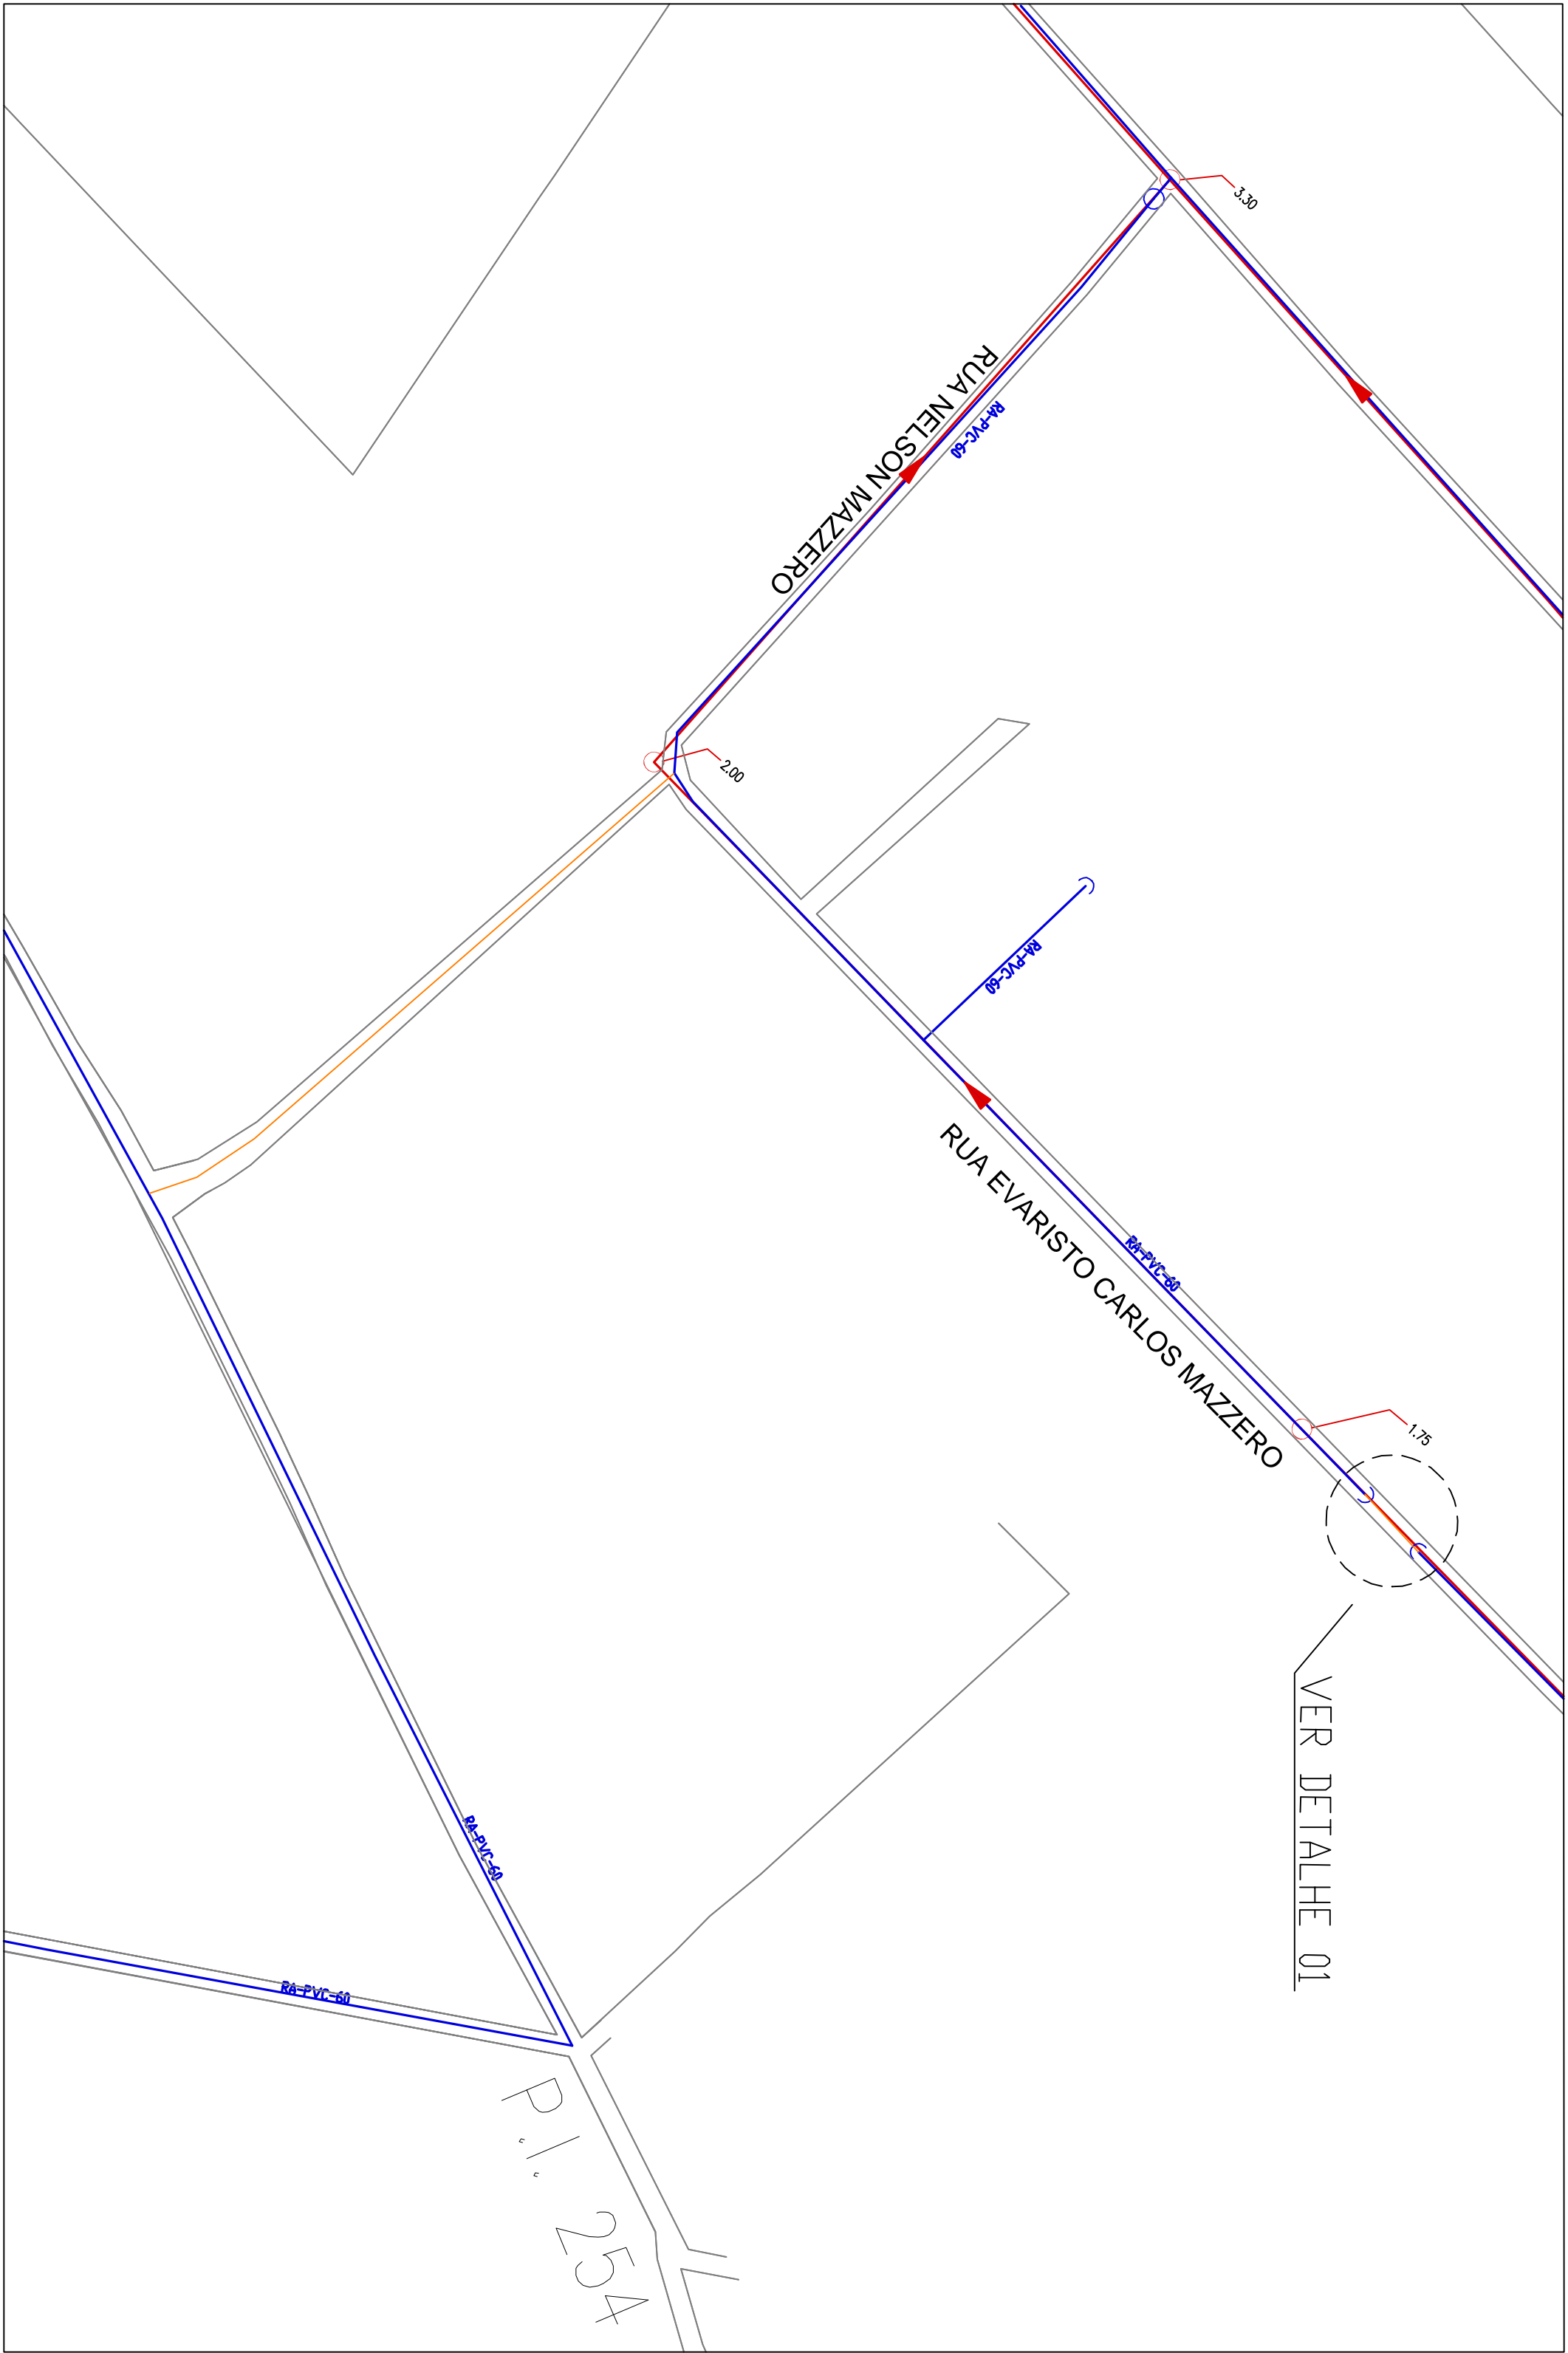 3.30
RUA NELSON MAZZERO
RA-PVC-60
2.00
RA-PVC-60
RUA EVARISTO CARLOS MAZZERO
RA-PVC-60
1.75
VER DETALHE 01
RA-PVC-60
RA-PVC-60
P.I. 254